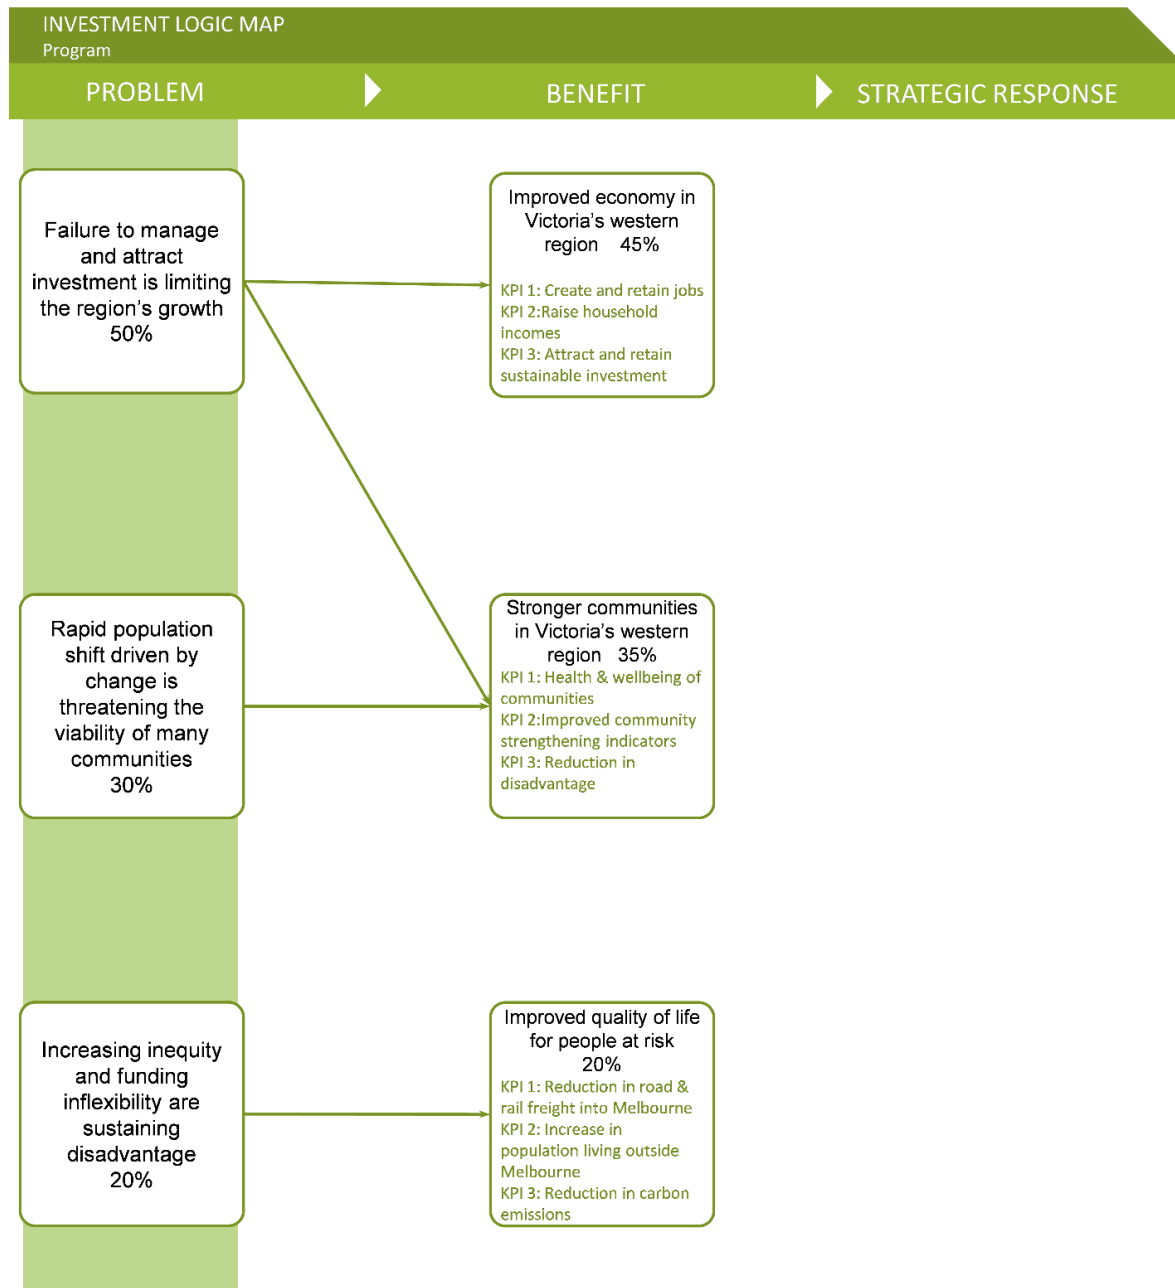 INVESTMENT LOGIC MAP
Program
PROBLEM
BENEFIT
STRATEGIC RESPONSE
Failure to manage
and attract
investment is limiting
the region's growth
50%
Improved economy in
Victoria's western
region 45%
KPI 1: Create and retain jobs
KPI 2:Raise household
incomes
KPI 3: Attract and retain
sustainable investment
Rapid population
shift driven by
change is
threatening the
viability of many
communities
30%
Stronger communities
in Victoria's western
region 35%
KPI 1: Health & wellbeing of
communities
KPI 2:Improved community
strengthening indicators
KPI 3: Reduction in
disadvantage
Increasing inequity
and funding
inflexibility are
sustaining
disadvantage
20%
Improved quality of life
for people at risk
20%
KPI 1: Reduction in road &
rail freight into Melbourne
KPI 2: Increase in
population living outside
Melbourne
KPI 3: Reduction in carbon
emissions